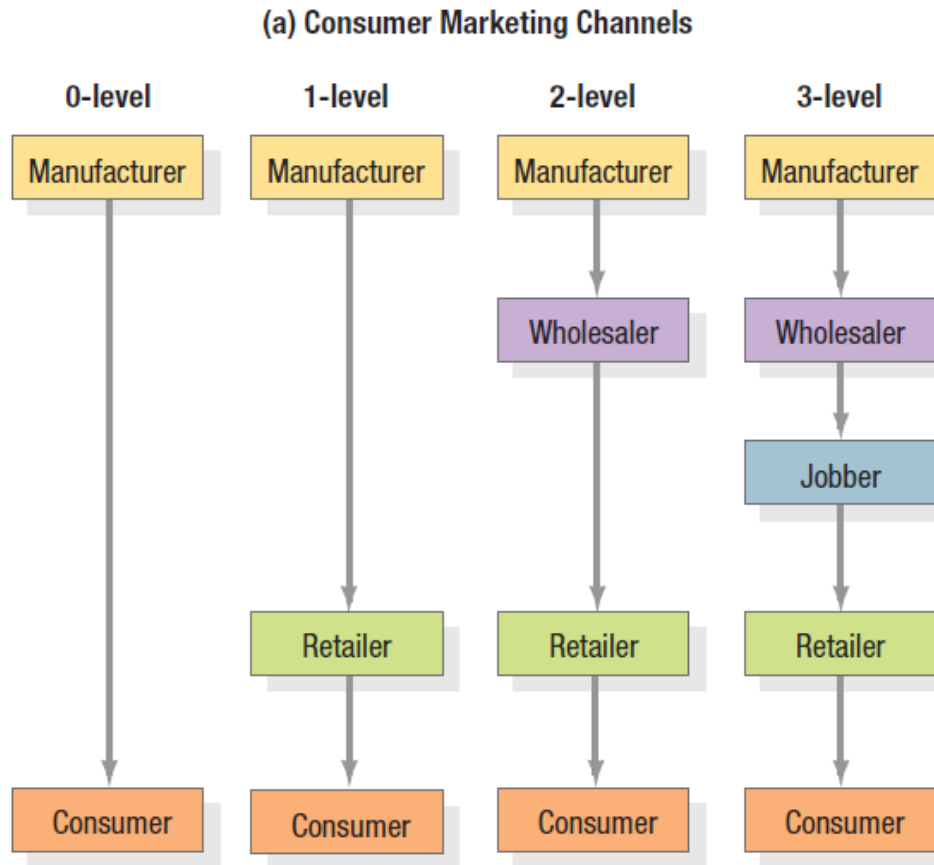 (a) Consumer Marketing Channels
0-level 1-level 2-level 3-level
Manufacturer Manufacturer Manufacturer Manufacturer
Wholesaler Wholesaler
Jobber
Retailer Retailer Retailer
Consumer Consumer Consumer Consumer